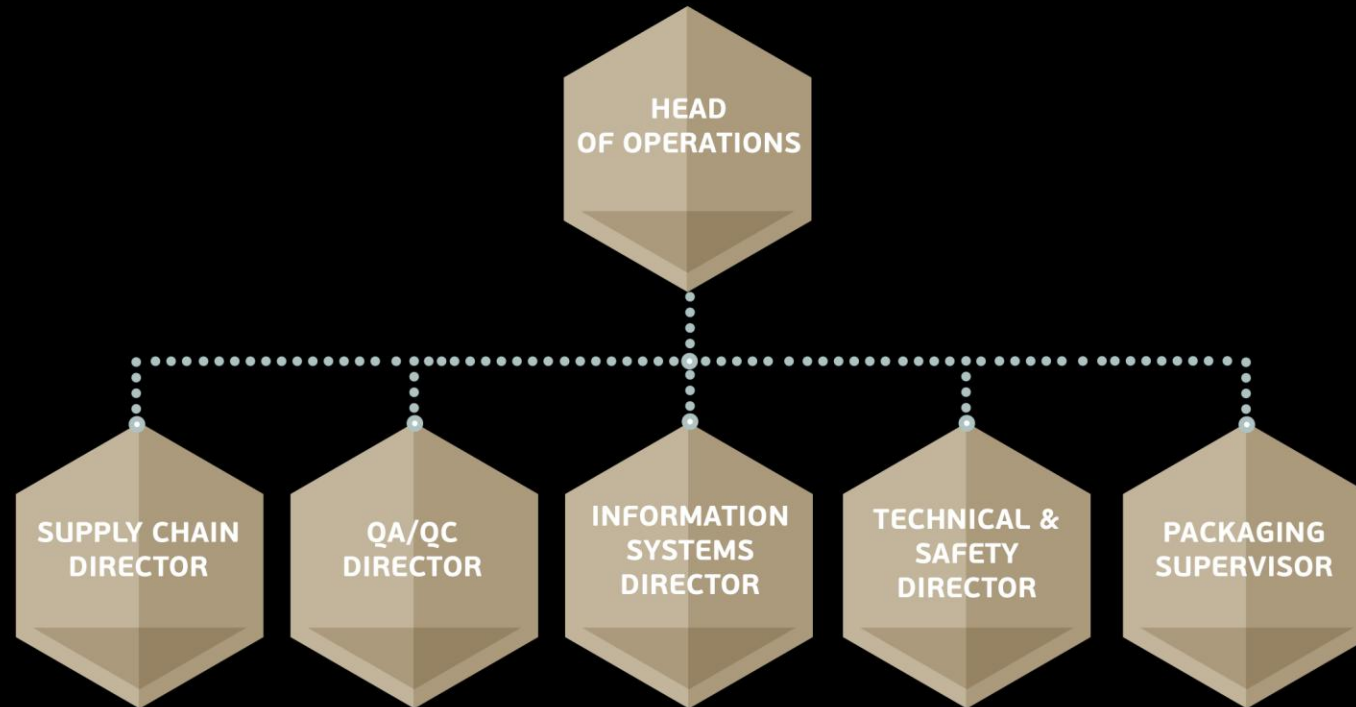 HEAD
OF OPERATIONS
SUPPLY CHAIN
DIRECTOR
QA/QC
DIRECTOR
INFORMATION
SYSTEMS
DIRECTOR
TECHNICAL &
SAFETY
DIRECTOR
PACKAGING
SUPERVISOR